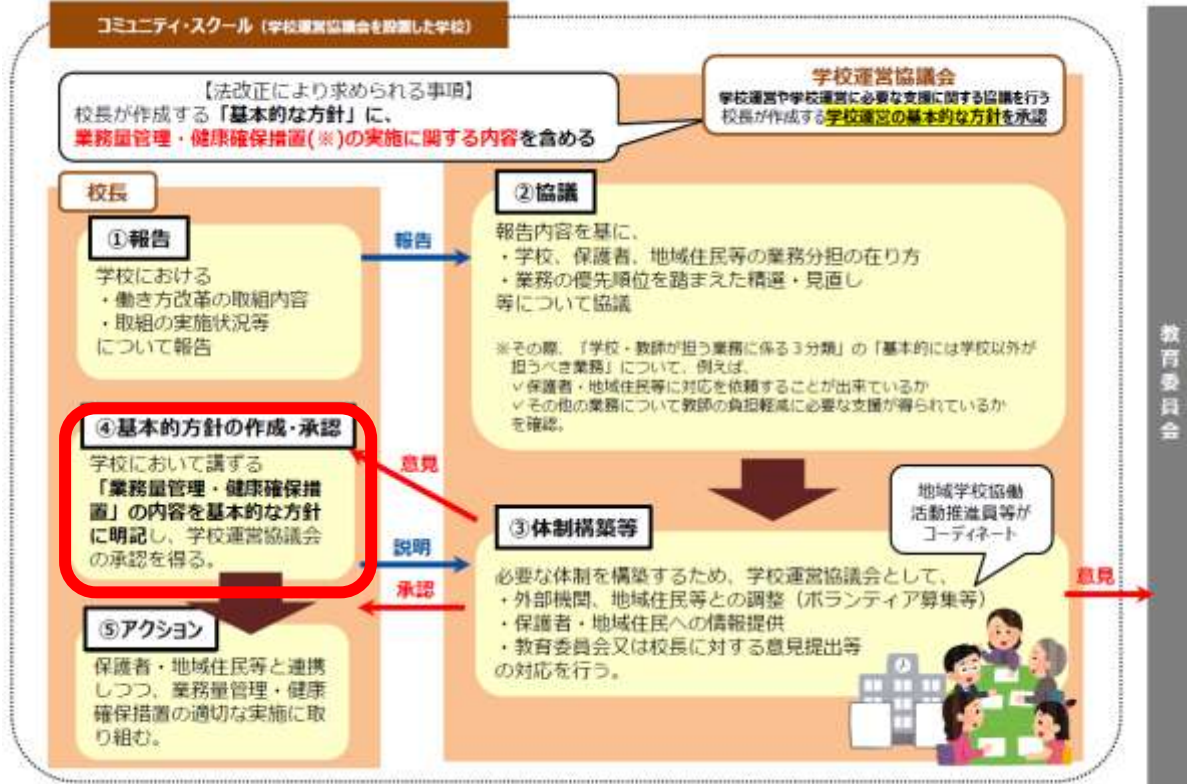 コミュニティ・スクール（学校運営協議会を設置した学校）
【法改正により求められる事項】
校長が作成する「基本的な方針」に、
業務量管理・健康確保措置(※)の実施に関する内容を含める
学校運営協議会
学校運営や学校運営に必要な支援に関する協議を行う
校長が作成する学校運営の基本的な方針を承認
校長
①報告
学校における
・働き方改革の取組内容
・取組の実施状況等
について報告
報告
②協議
報告内容を基に、
・学校、保護者、地域住民等の業務分担の在り方
・業務の優先順位を踏まえた精選・見直し
等について協議
※その際、「学校・教師が担う業務に係る３分類」の「基本的には学校以外が
担うべき業務」について、例えば、
✓保護者・地域住民等に対応を依頼することが出来ているか
✓その他の業務について教師の負担軽減に必要な支援が得られているか
を確認。
④基本的方針の作成・承認
学校において講ずる
「業務量管理・健康確保措
置」の内容を基本的な方針
に明記し、学校運営協議会
の承認を得る。
意見
説明
承認
③体制構築等
必要な体制を構築するため、学校運営協議会として、
・外部機関、地域住民等との調整（ボランティア募集等）
・保護者・地域住民への情報提供
・教育委員会又は校長に対する意見提出等
の対応を行う。
地域学校協働
活動推進員等が
コーディネート
意見
⑤アクション
保護者・地域住民等と連携
しつつ、業務量管理・健康
確保措置の適切な実施に取
り組む。
教育委員会